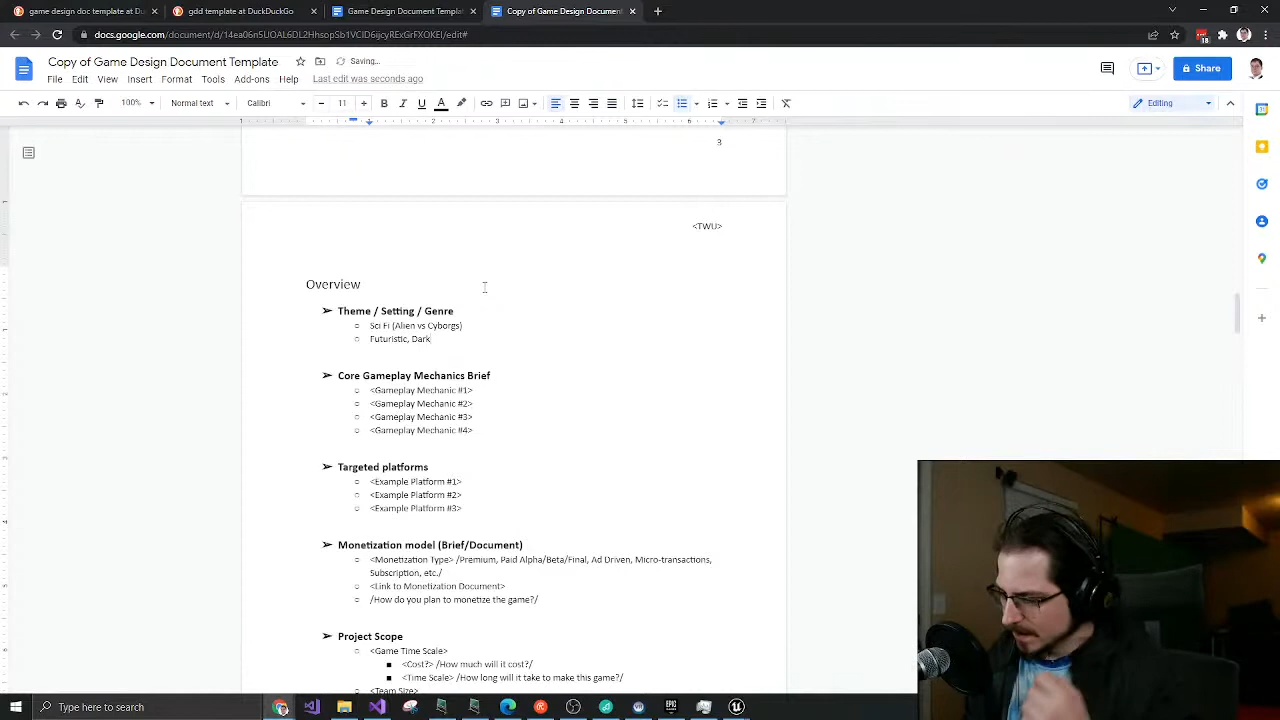 game design doc template at Du
gdd template at DuckDuckGo
Game Design Document Templat
Copy of Game Design Document
docs.google.com/document/d/14ea06n5UOAL6DL2HhsopSb1VCID6ijcyRExGrFXOKEI/edit#
Copy of Game Design Document Template
Saving...
File Edit View Insert Format Tools Add-ons Help Last edit was seconds ago
Share
100% Normal text Calibri 11 Editing
3
<TWU>
Overview
➢ Theme / Setting / Genre
○ Sci Fi (Alien vs Cyborgs)
○ Futuristic, Dark
➢ Core Gameplay Mechanics Brief
○ <Gameplay Mechanic #1>
○ <Gameplay Mechanic #2>
○ <Gameplay Mechanic #3>
○ <Gameplay Mechanic #4>
➢ Targeted platforms
○ <Example Platform #1>
○ <Example Platform #2>
○ <Example Platform #3>
➢ Monetization model (Brief/Document)
○ <Monetization Type> /Premium, Paid Alpha/Beta/Final, Ad Driven, Micro-transactions,
Subscription, etc./
○ <Link to Monetization Document>
○ /How do you plan to monetize the game?/
➢ Project Scope
○ <Game Time Scale>
■ <Cost?> /How much will it cost?/
■ <Time Scale> /How long will it take to make this game?/
○ <Team Size>
Type here to search